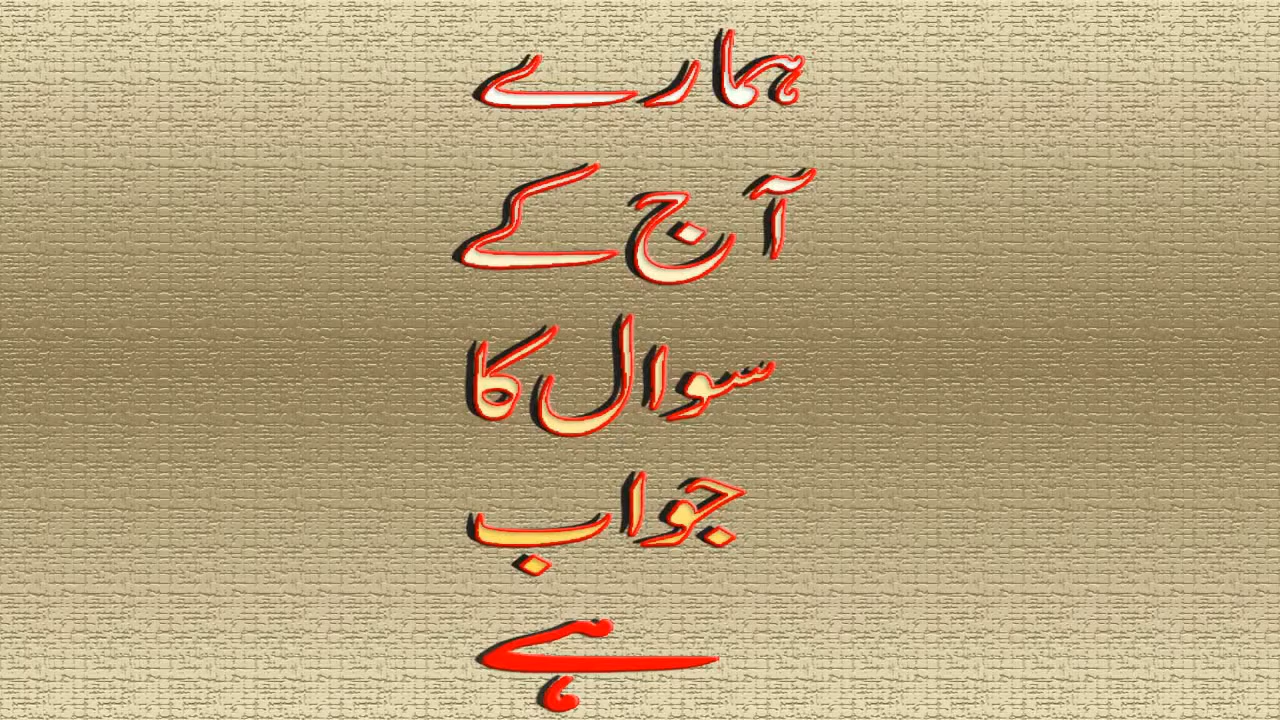 ہمارے
آج کے
سوال کا
جواب
ہے